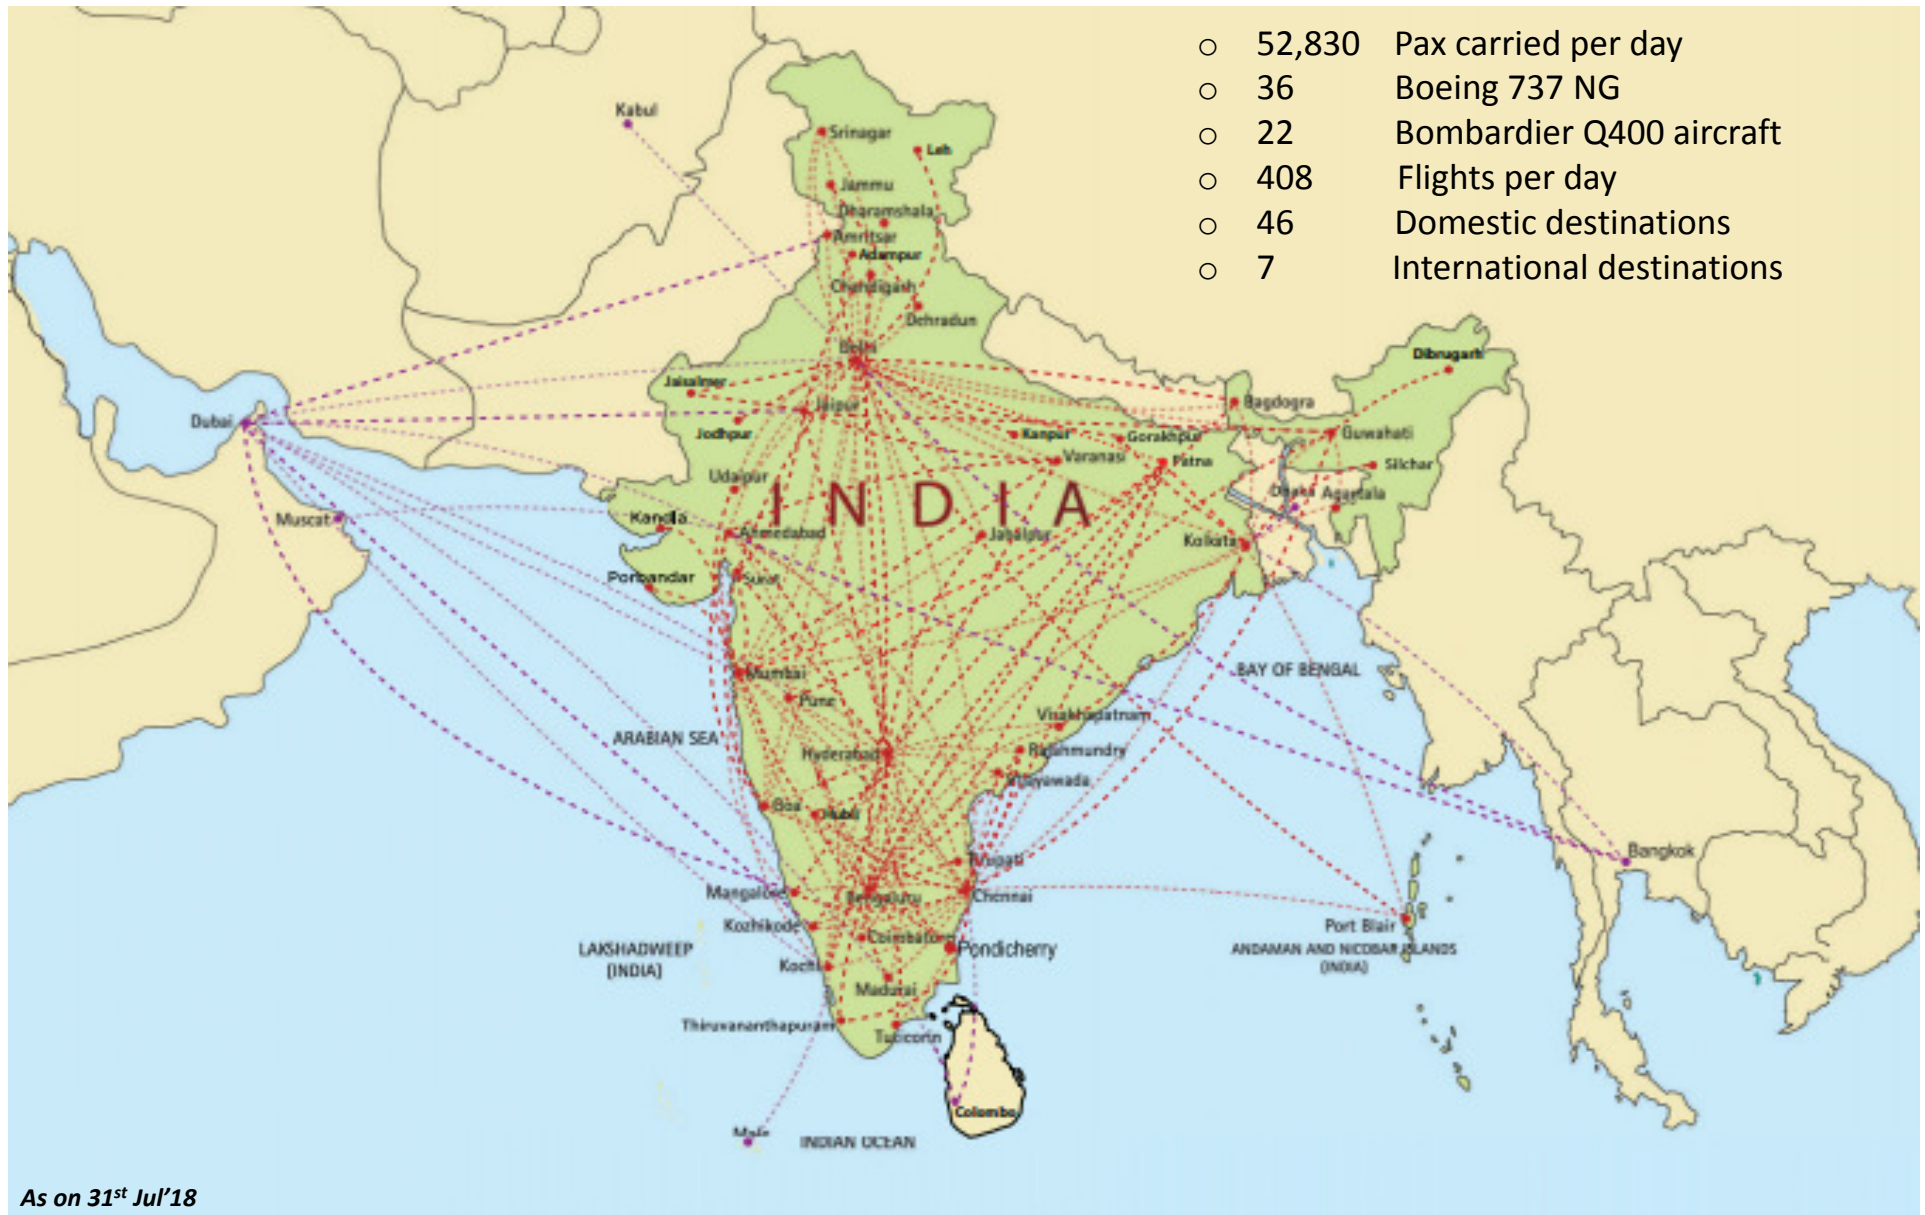 52,830 Pax carried per day
36 Boeing 737 NG
22 Bombardier Q400 aircraft
408 Flights per day
46 Domestic destinations
7 International destinations
Kabul
Srinagar
Leh
Jammu
Dharamshala
Amritsar
Adampur
Chandigarh
Dehradun
Delhi
Dibrugarh
Jaisalmer
Jaipur
Bagdogra
Dubai
Jodhpur
Kanpur
Gorakhpur
Guwahati
Varanasi
Patna
Silchar
Udaipur
INDIA
Dhaka
Agartala
Muscat
Kandla
Ahmedabad
Jabalpur
Kolkata
Porbandar
Surat
Mumbai
BAY OF BENGAL
Pune
Visakhapatnam
ARABIAN SEA
Hyderabad
Rajahmundry
Vijayawada
Goa
Hubli
Bangkok
Tirupati
Mangalore
Bengaluru
Chennai
Kozhikode
Port Blair
Coimbatore
Pondicherry
LAKSHADWEEP
(INDIA)
ANDAMAN AND NICOBAR ISLANDS
(INDIA)
Kochi
Madurai
Thiruvananthapuram
Tuticorin
Colombo
Male
INDIAN OCEAN
As on 31st Jul'18